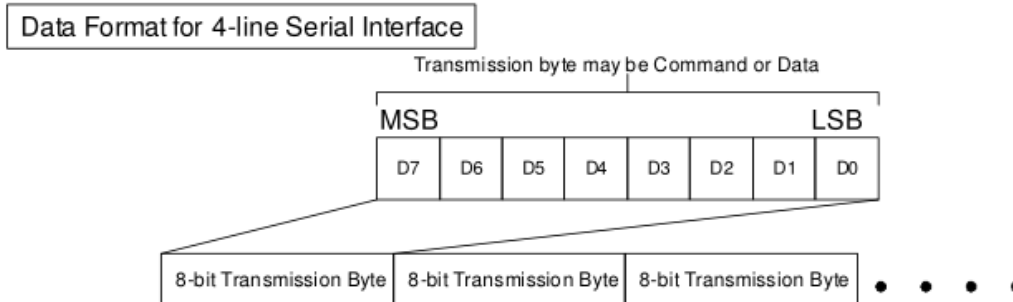 Data Format for 4-line Serial Interface
Transmission byte may be Command or Data
MSB LSB
D7 D6 D5 D4 D3 D2 D1 D0
8-bit Transmission Byte 8-bit Transmission Byte 8-bit Transmission Byte